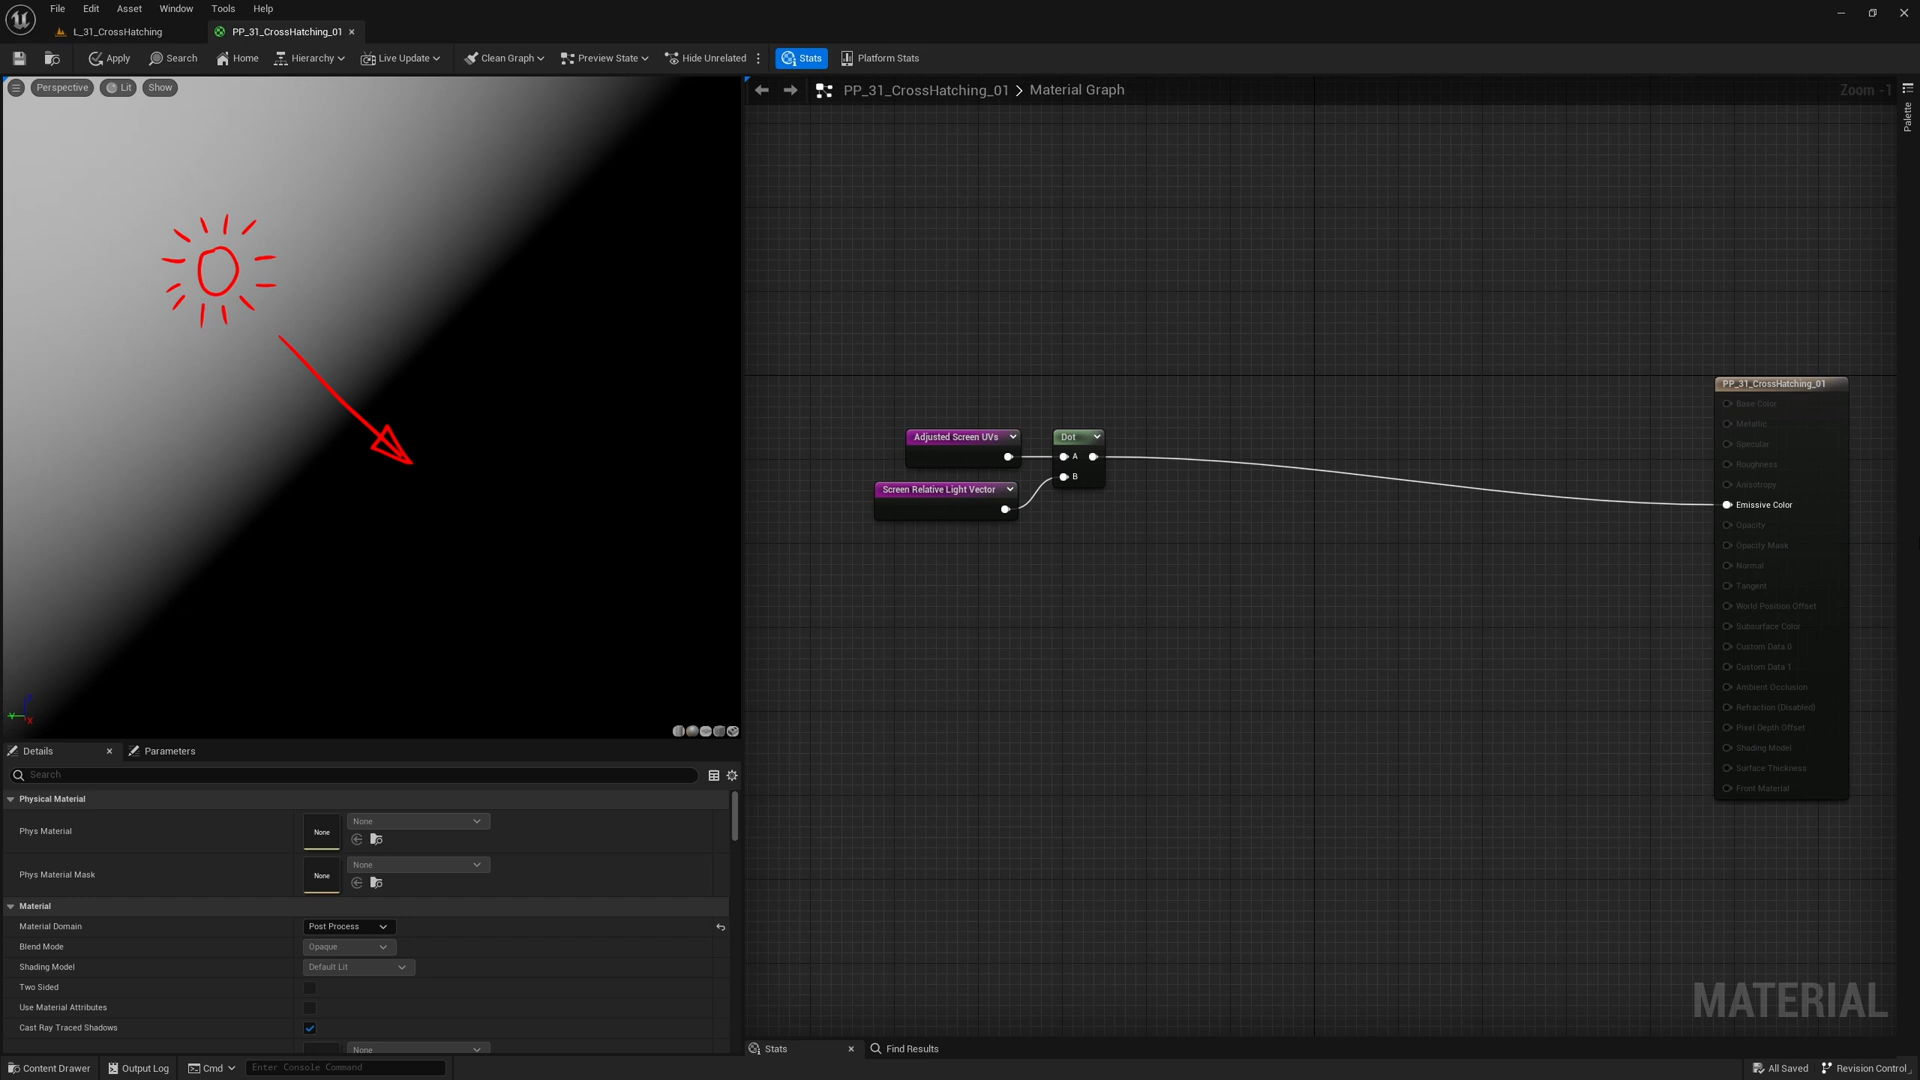 File Edit Asset Window Tools Help
L_31_CrossHatching
PP_31_CrossHatching_01
Apply Search Home Hierarchy Live Update Clean Graph Preview State Hide Unrelated Stats Platform Stats
Perspective Lit Show
PP_31_CrossHatching_01 > Material Graph
Zoom -1
Palette
Adjusted Screen UVs
Dot
A
B
Screen Relative Light Vector
PP_31_CrossHatching_01
Base Color
Metallic
Specular
Roughness
Anisotropy
Emissive Color
Opacity
Opacity Mask
Normal
Tangent
World Position Offset
Subsurface Color
Custom Data 0
Custom Data 1
Ambient Occlusion
Refraction (Disabled)
Pixel Depth Offset
Shading Model
Surface Thickness
Front Material
MATERIAL
Y
X
Details
Parameters
Search
Physical Material
Phys Material
None
None
Phys Material Mask
None
None
Material
Material Domain
Post Process
Blend Mode
Opaque
Shading Model
Default Lit
Two Sided
Use Material Attributes
Cast Ray Traced Shadows
None
Stats
Find Results
Content Drawer
Output Log
Cmd
Enter Console Command
All Saved
Revision Control